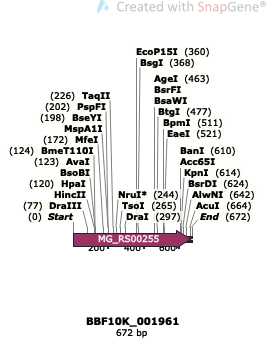 Created with SnapGene®
EcoP15I (360)
BsgI (368)
AgeI (463)
(226) TaqII BsrFI
(202) PspFI BsaWI
(198) BseYI BtgI (477)
MspA1I BpmI (511)
(172) MfeI EaeI (521)
(124) BmeT110I BanI (610)
(123) AvaI Acc65I
BsoBI KpnI (614)
(120) HpaI BsrDI (624)
HincII NruI* (244) AlwNI (642)
(77) DraIII TsoI (265) AcuI (664)
(0) Start DraI (297) End (672)
MG_RS00255
200 400 600
BBF10K_001961
672 bp